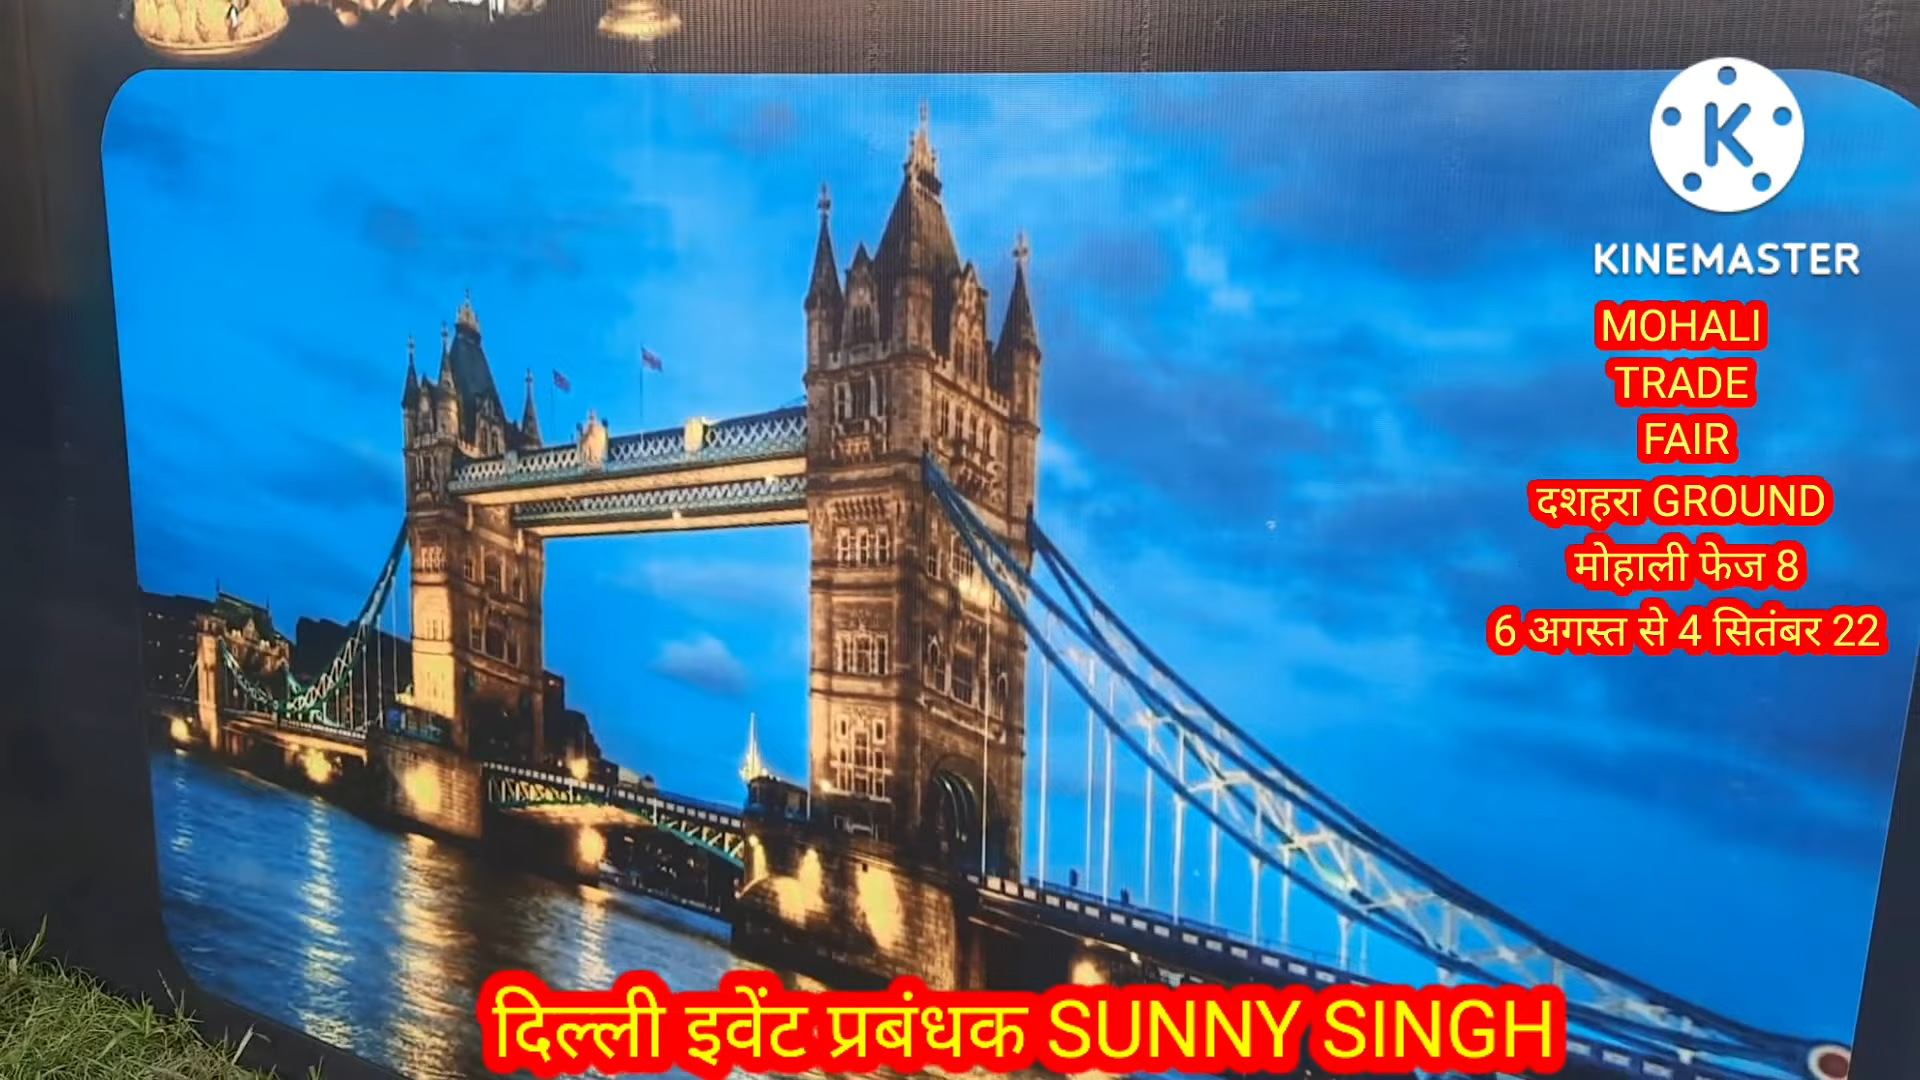 K
KINEMASTER
MOHALI
TRADE
FAIR
दशहरा GROUND
मोहाली फेज 8
6 अगस्त से 4 सितंबर 22
दिल्ली इवेंट प्रबंधक SUNNY SINGH